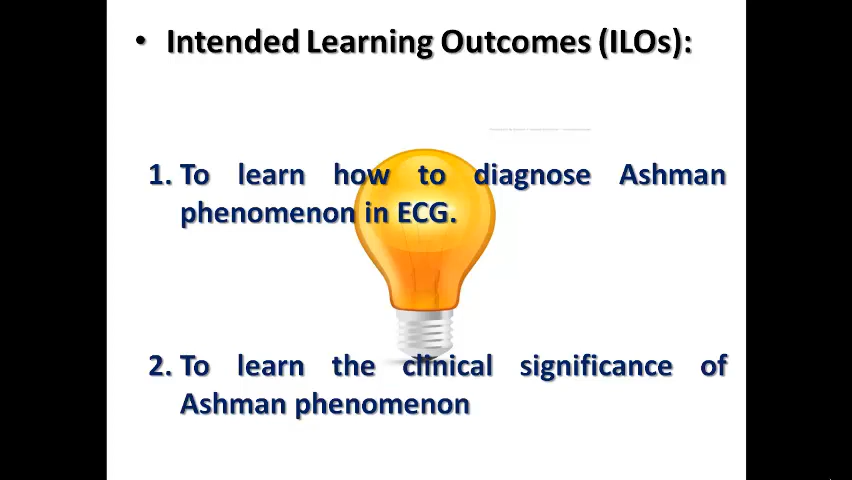 • Intended Learning Outcomes (ILOs):
1. To learn how to diagnose Ashman
phenomenon in ECG.
2. To learn the clinical significance of
Ashman phenomenon